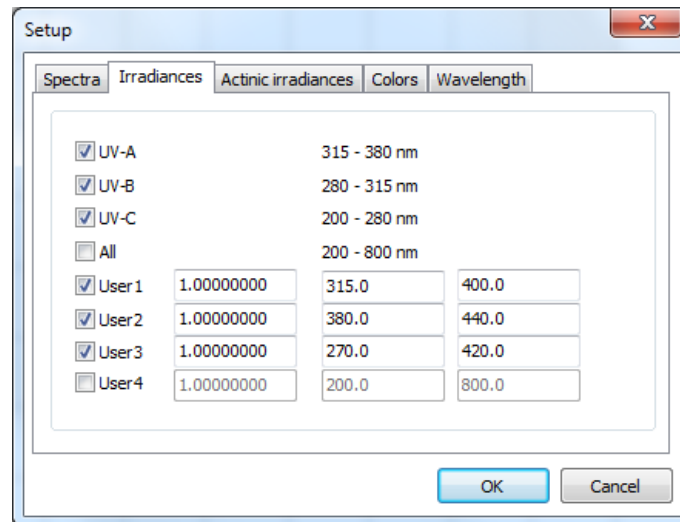 Setup
Spectra Irradiances Actinic irradiances Colors Wavelength
UV-A 315 - 380 nm
UV-B 280 - 315 nm
UV-C 200 - 280 nm
All 200 - 800 nm
User1 1.00000000 315.0 400.0
User2 1.00000000 380.0 440.0
User3 1.00000000 270.0 420.0
User4 1.00000000 200.0 800.0
OK Cancel